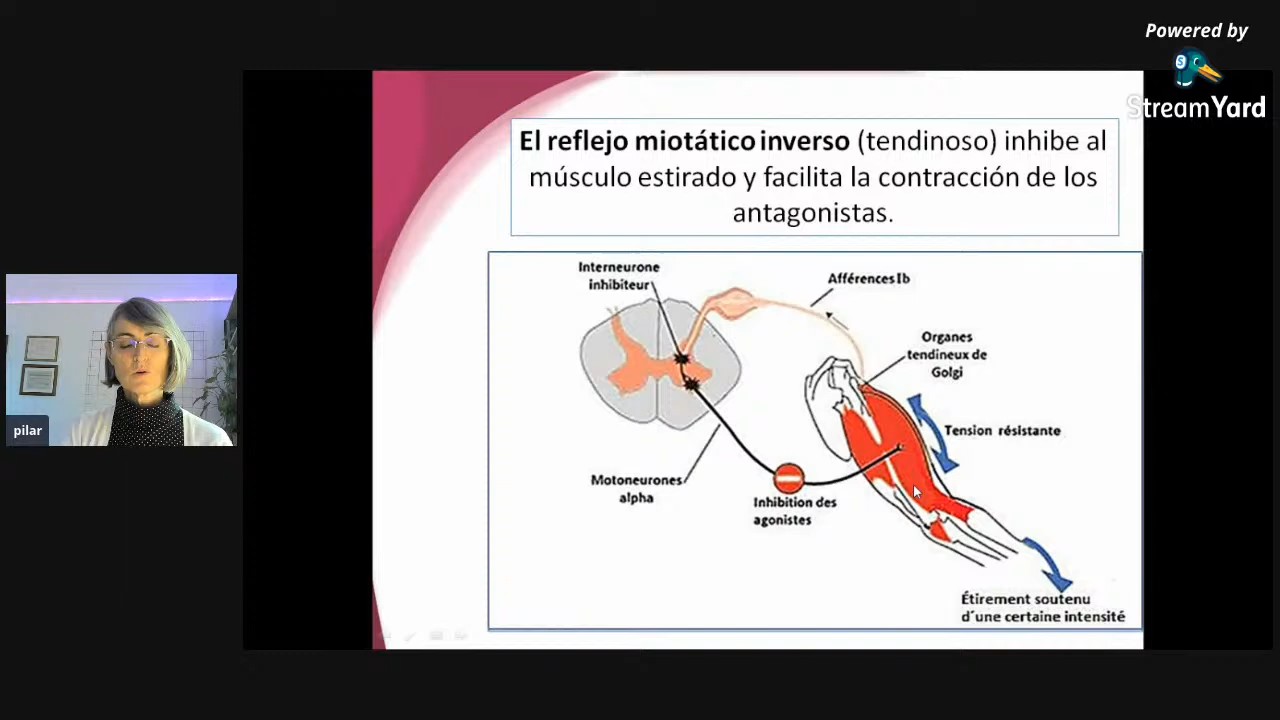 Powered by
StreamYard
El reflejo miotático inverso (tendinoso) inhibe al
músculo estirado y facilita la contracción de los
antagonistas.
Interneurone
inhibiteur
Afférences Ib
Organes
tendineux de
Golgi
Tension résistante
Motoneurones
alpha
Inhibition des
agonistes
Étirement soutenu
d´une certaine intensité
pilar